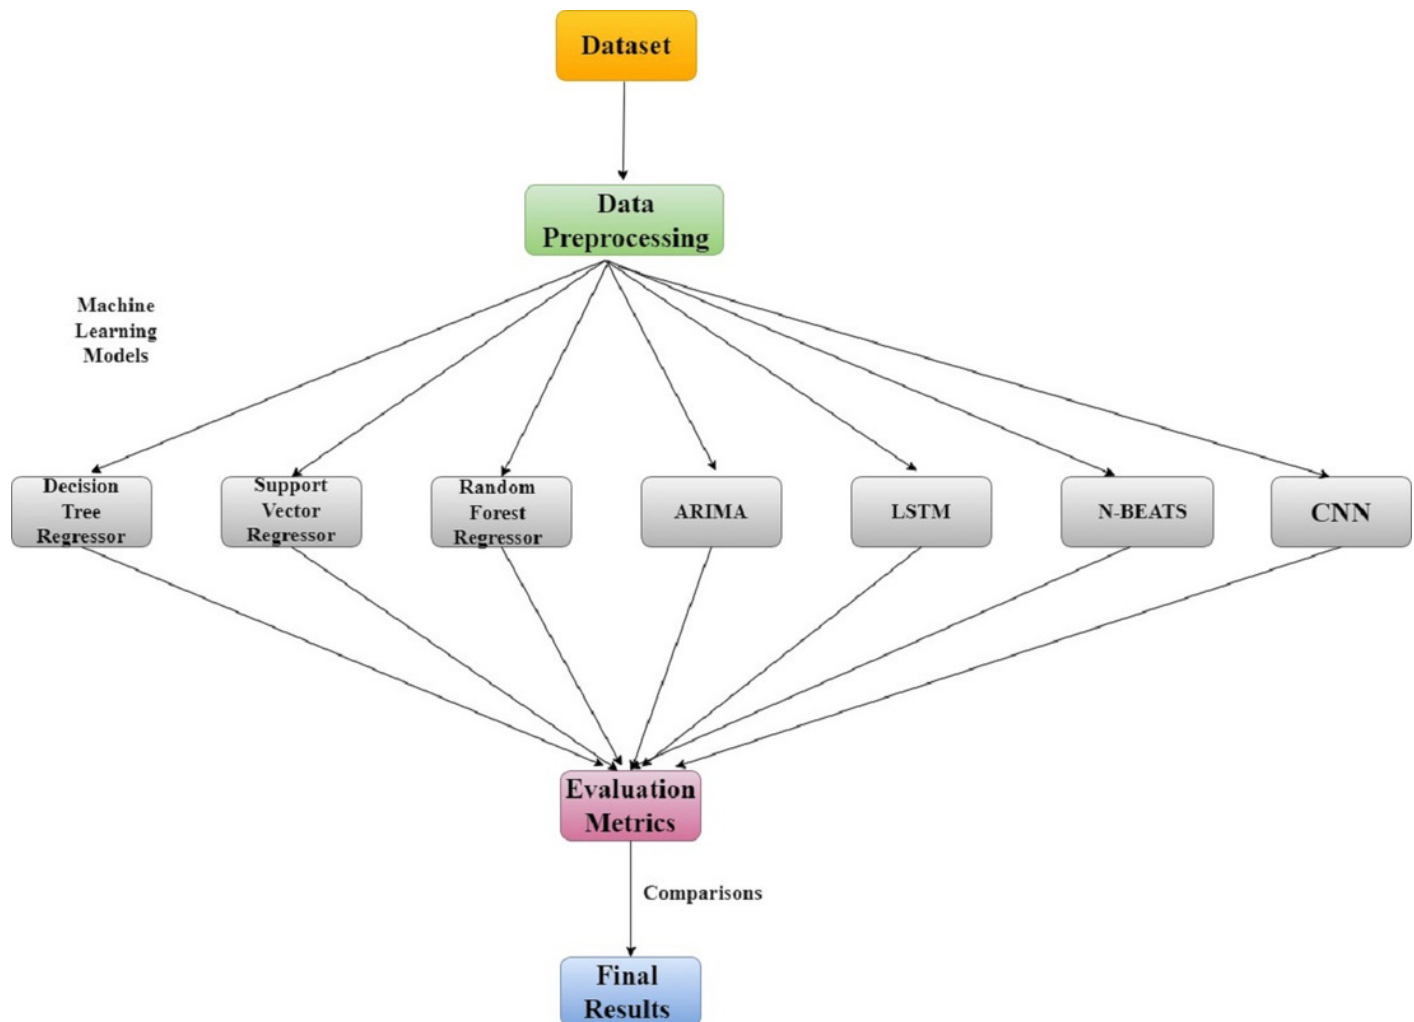 Dataset
Data
Preprocessing
Machine
Learning
Models
Decision
Tree
Regressor
Support
Vector
Regressor
Random
Forest
Regressor
ARIMA
LSTM
N-BEATS
CNN
Evaluation
Metrics
Comparisons
Final
Results